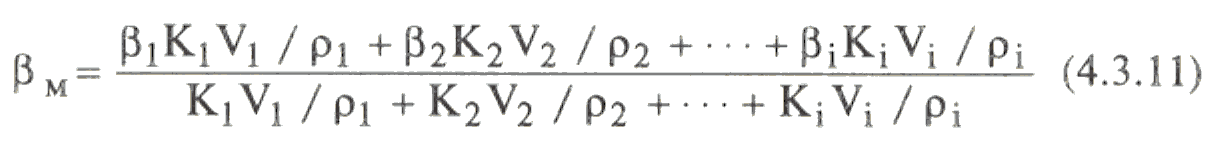 β м = β₁K₁V₁ / ρ₁ + β₂K₂V₂ / ρ₂ + ··· + βᵢKᵢVᵢ / ρᵢ (4.3.11)
K₁V₁ / ρ₁ + K₂V₂ / ρ₂ + ··· + KᵢVᵢ / ρᵢ